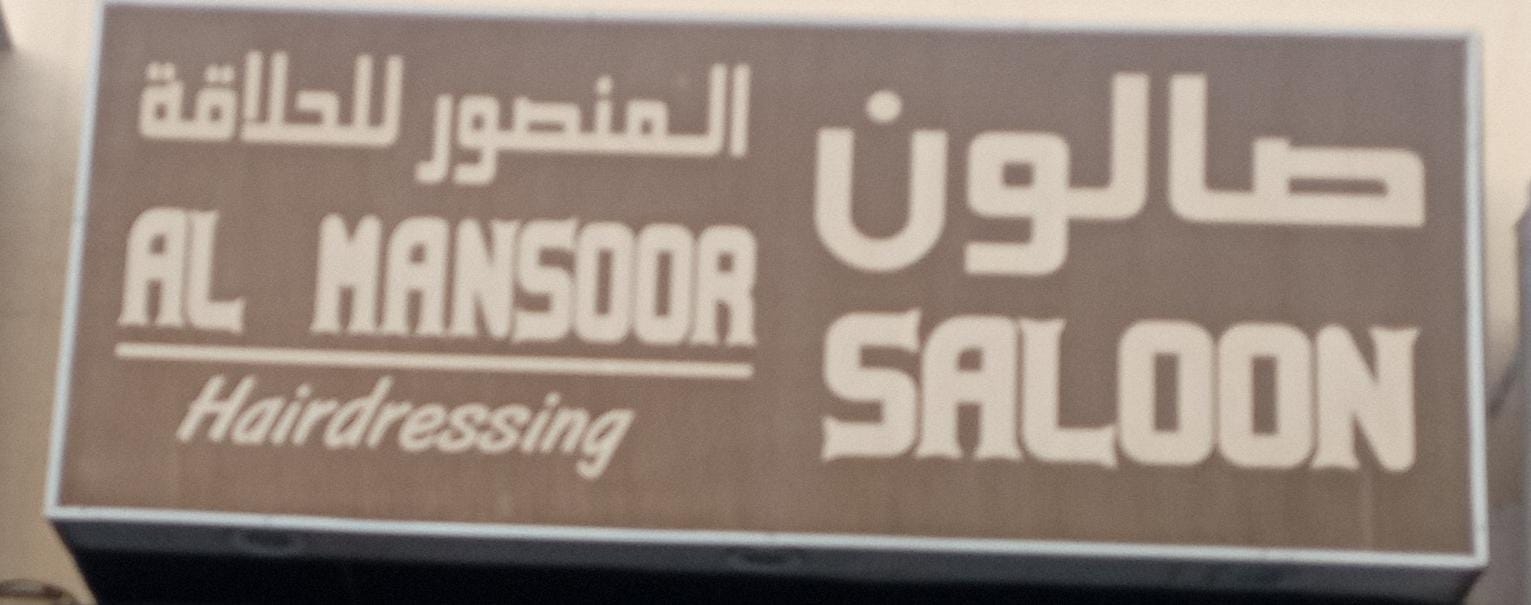 صالون
المنصور للحلاقة
AL MANSOOR
SALOON
Hairdressing